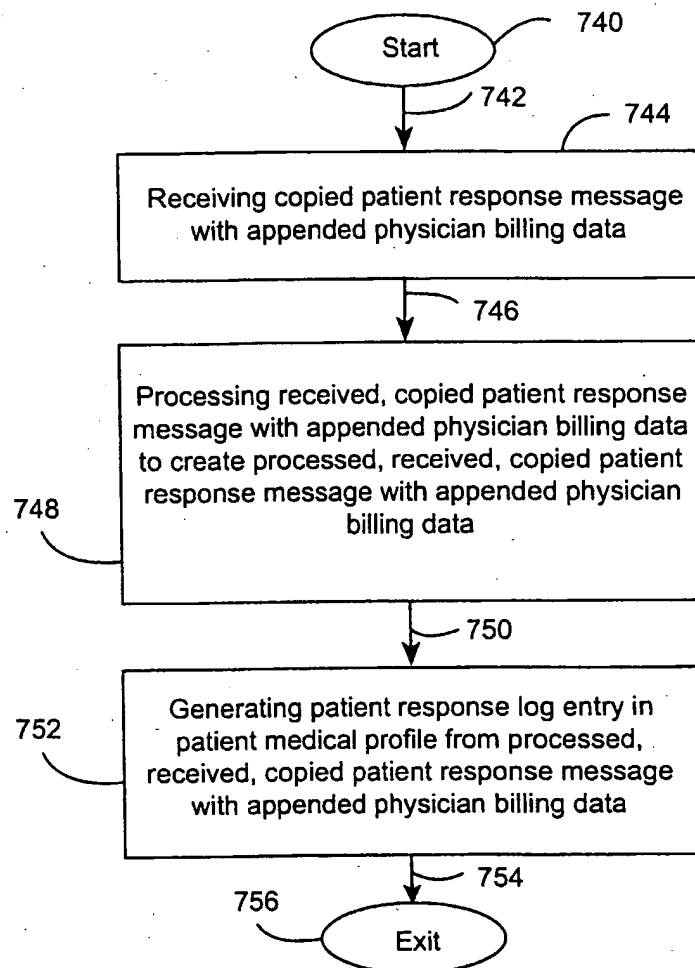 Start
740
742
744
Receiving copied patient response message
with appended physician billing data
746
Processing received, copied patient response
message with appended physician billing data
to create processed, received, copied patient
response message with appended physician
billing data
748
750
752
Generating patient response log entry in
patient medical profile from processed,
received, copied patient response message
with appended physician billing data
754
756
Exit